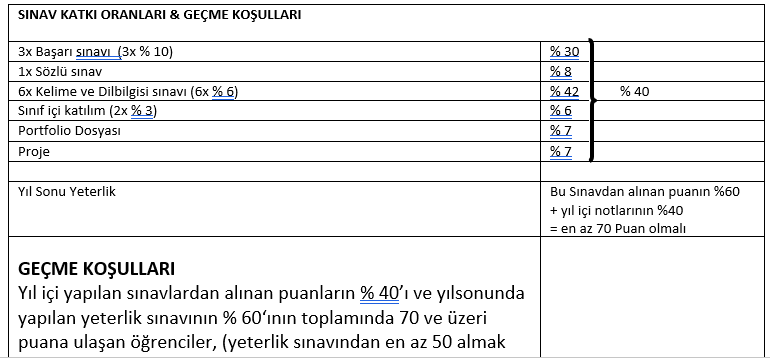 SINAV KATKI ORANLARI & GEÇME KOŞULLARI
3x Başarı sınavı (3x % 10) % 30
1x Sözlü sınav % 8
6x Kelime ve Dilbilgisi sınavı (6x % 6) % 42 % 40
Sınıf içi katılım (2x % 3) % 6
Portfolio Dosyası % 7
Proje % 7
Yıl Sonu Yeterlik Bu Sınavdan alınan puanın %60
+ yıl içi notlarının %40
= en az 70 Puan olmalı
GEÇME KOŞULLARI
Yıl içi yapılan sınavlardan alınan puanların % 40’ı ve yılsonunda
yapılan yeterlik sınavının % 60‘ının toplamında 70 ve üzeri
puana ulaşan öğrenciler, (yeterlik sınavından en az 50 almak